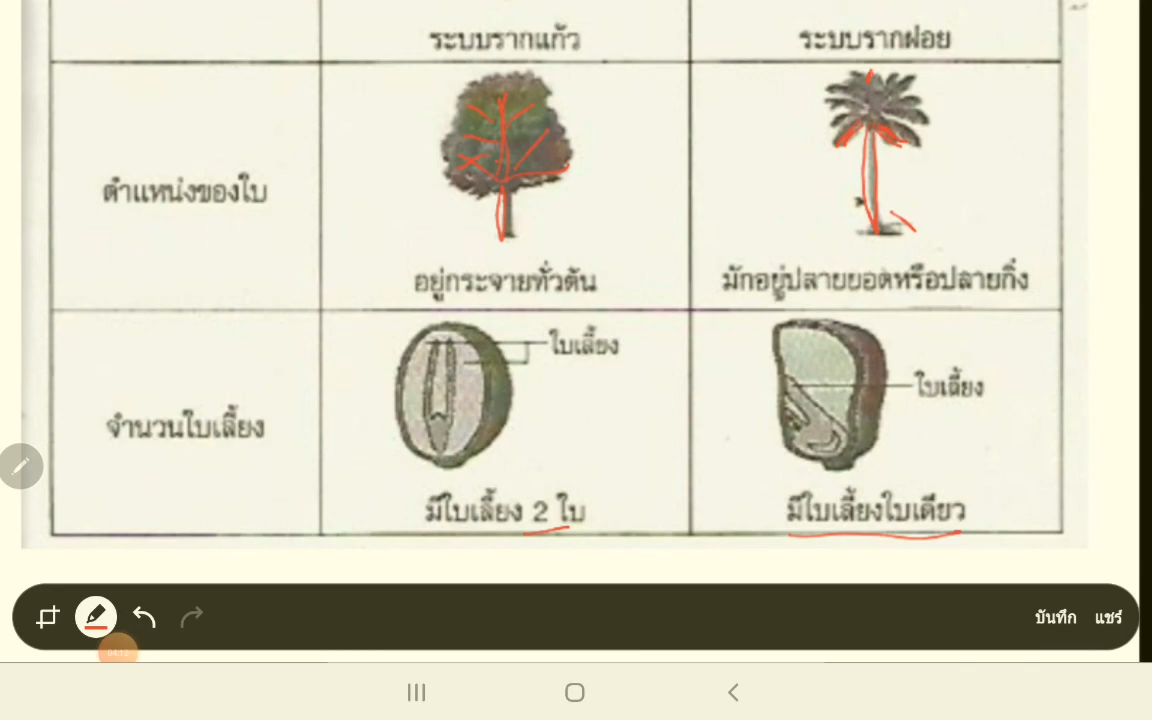 ระบบรากแก้ว
ระบบรากฝอย
ตำแหน่งของใบ
อยู่กระจายทั่วต้น
มักอยู่ปลายยอดหรือปลายกิ่ง
ใบเลี้ยง
ใบเลี้ยง
จำนวนใบเลี้ยง
มีใบเลี้ยง 2 ใบ
มีใบเลี้ยงใบเดียว
บันทึก
แชร์
04:12